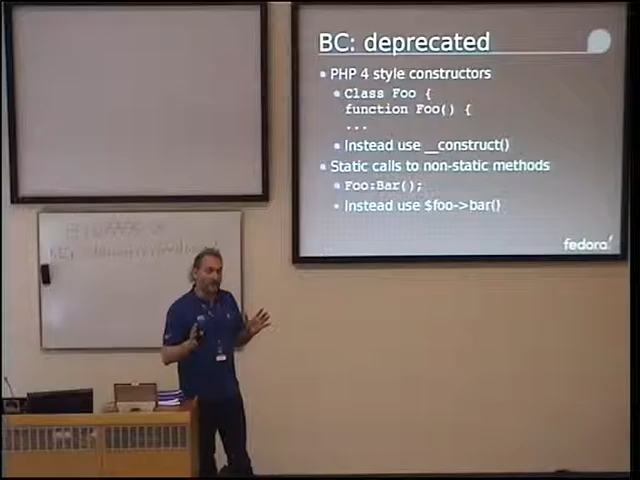 BC: deprecated
• PHP 4 style constructors
• Class Foo {
function Foo() {
...
• Instead use __construct()
• Static calls to non-static methods
• Foo:Bar();
• Instead use $foo->bar()
fedora